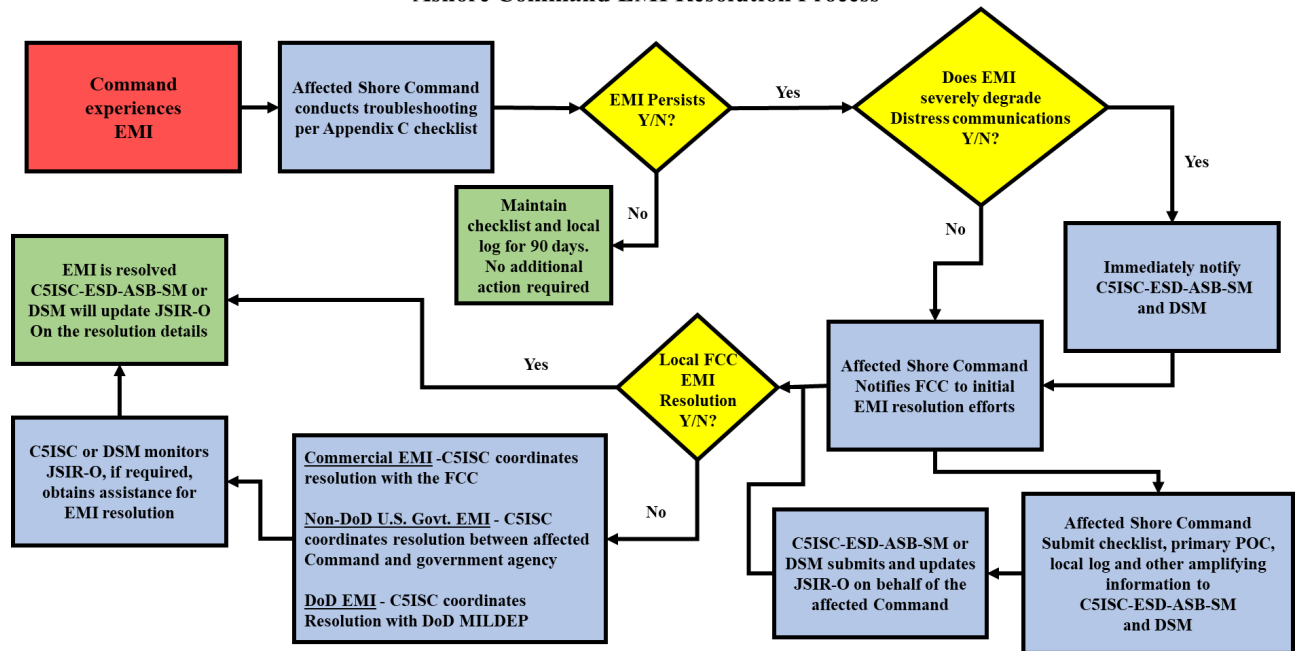 Ashore Command EMI Resolution Process
Command
experiences
EMI
Affected Shore Command
conducts troubleshooting
per Appendix C checklist
EMI Persists
Y/N?
Yes
Does EMI
severely degrade
Distress communications
Y/N?
Yes
No
Maintain
checklist and local
log for 90 days.
No additional
action required
No
Immediately notify
C5ISC-ESD-ASB-SM
and DSM
EMI is resolved
C5ISC-ESD-ASB-SM or
DSM will update JSIR-O
On the resolution details
Yes
Local FCC
EMI
Resolution
Y/N?
Affected Shore Command
Notifies FCC to initial
EMI resolution efforts
C5ISC or DSM monitors
JSIR-O, if required,
obtains assistance for
EMI resolution
Commercial EMI -C5ISC coordinates
resolution with the FCC
Non-DoD U.S. Govt. EMI - C5ISC
coordinates resolution between affected
Command and government agency
DoD EMI - C5ISC coordinates
Resolution with DoD MILDEP
No
C5ISC-ESD-ASB-SM or
DSM submits and updates
JSIR-O on behalf of the
affected Command
Affected Shore Command
Submit checklist, primary POC,
local log and other amplifying
information to
C5ISC-ESD-ASB-SM
and DSM